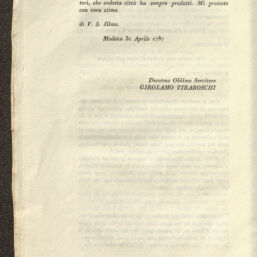 tori, che codesta città ha sempre prodotti. Mi protesto
con vera stima
di V. S. Illma.
Modena 30 Aprile 1787
Devotmo Obblmo Servitore
GIROLAMO TIRABOSCHI